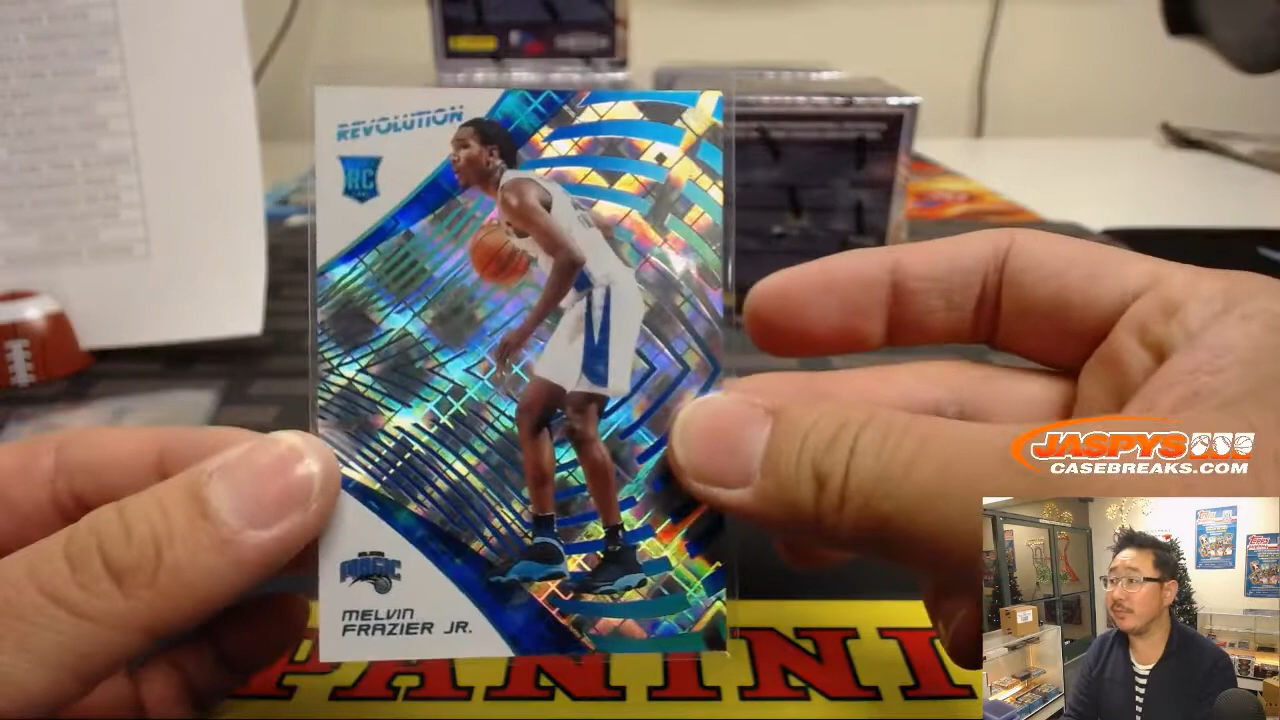 REVOLUTION
RC
MAGIC
MELVIN
FRAZIER JR.
PANINI
JASPYS
CASEBREAKS.COM